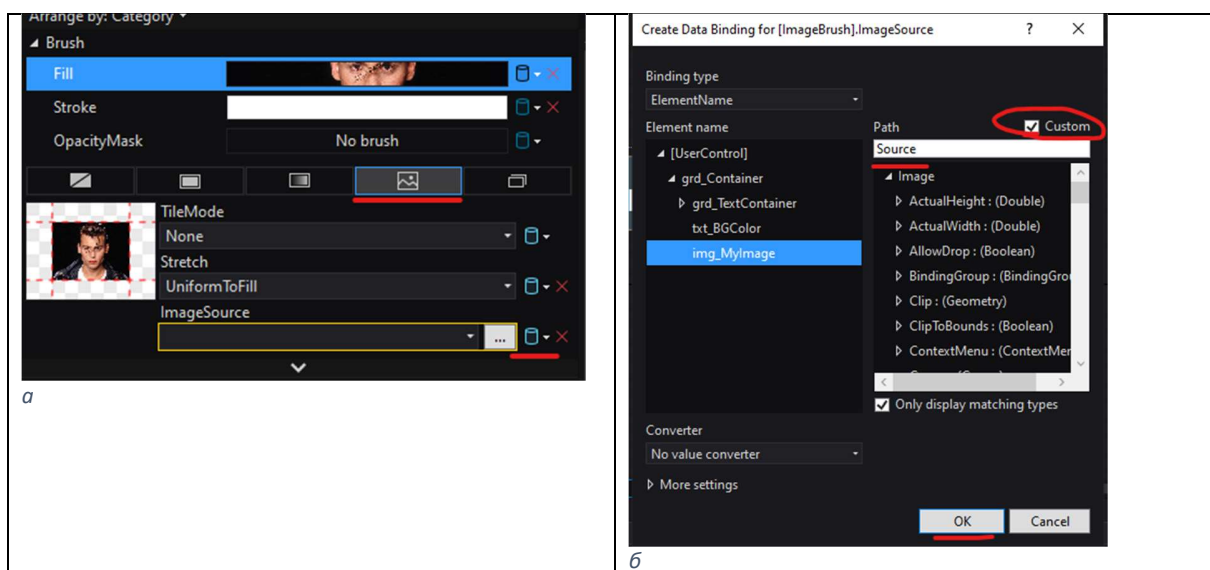 Arrange by: Category
Brush
Fill
Stroke
OpacityMask
No brush
TileMode
None
Stretch
UniformToFill
ImageSource
...
а
Create Data Binding for [ImageBrush].ImageSource
?
Binding type
ElementName
Element name
[UserControl]
grd_Container
grd_TextContainer
txt_BGColor
img_MyImage
Path
Custom
Source
Image
ActualHeight : (Double)
ActualWidth : (Double)
AllowDrop : (Boolean)
BindingGroup : (BindingGrou
Clip : (Geometry)
ClipToBounds : (Boolean)
ContextMenu : (ContextMer
Only display matching types
Converter
No value converter
More settings
OK
Cancel
б